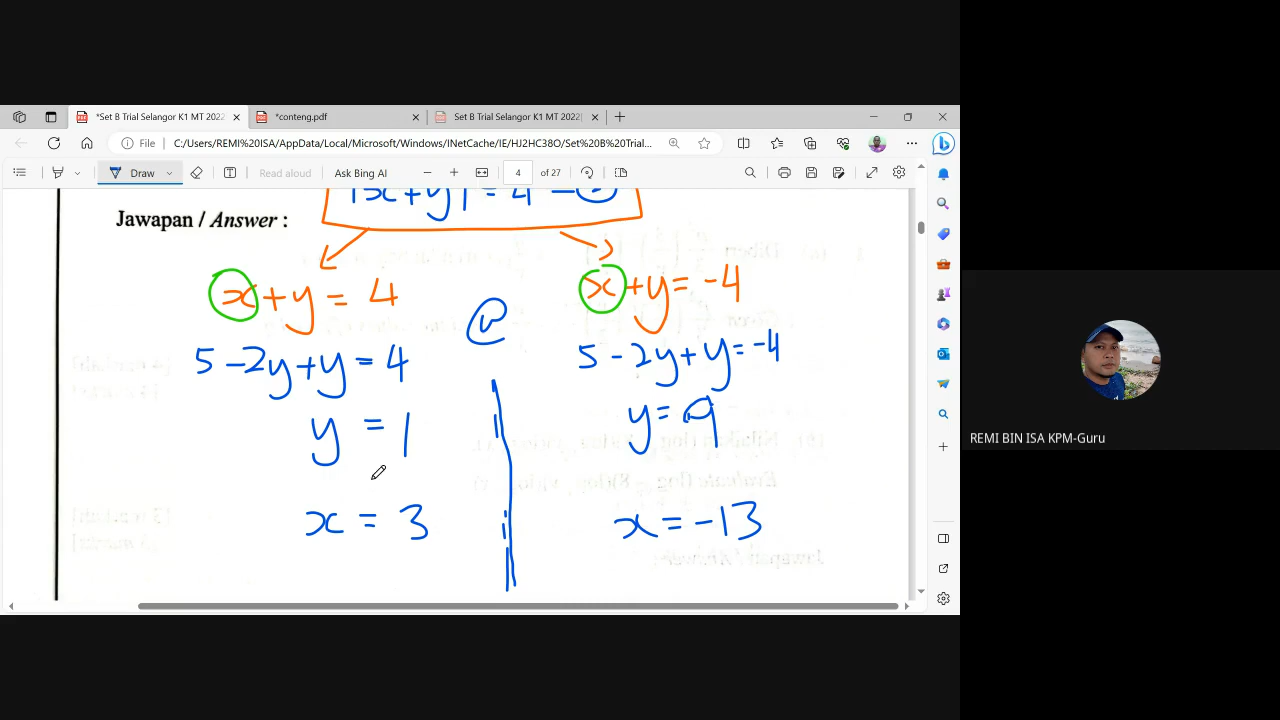 *Set B Trial Selangor K1 MT 2022
*conteng.pdf
Set B Trial Selangor K1 MT 2022
File
C:/Users/REMI%20ISA/AppData/Local/Microsoft/Windows/INetCache/IE/HJ2HC38O/Set%20B%20Trial...
Draw
Read aloud
Ask Bing AI
4 of 27
|x+y| = 4 — 2
Jawapan / Answer :
x+y = 4
x+y = -4
@
5 -2y+y = 4
5 -2y+y = -4
y = 1
y = 9
x = 3
x = -13
REMI BIN ISA KPM-Guru